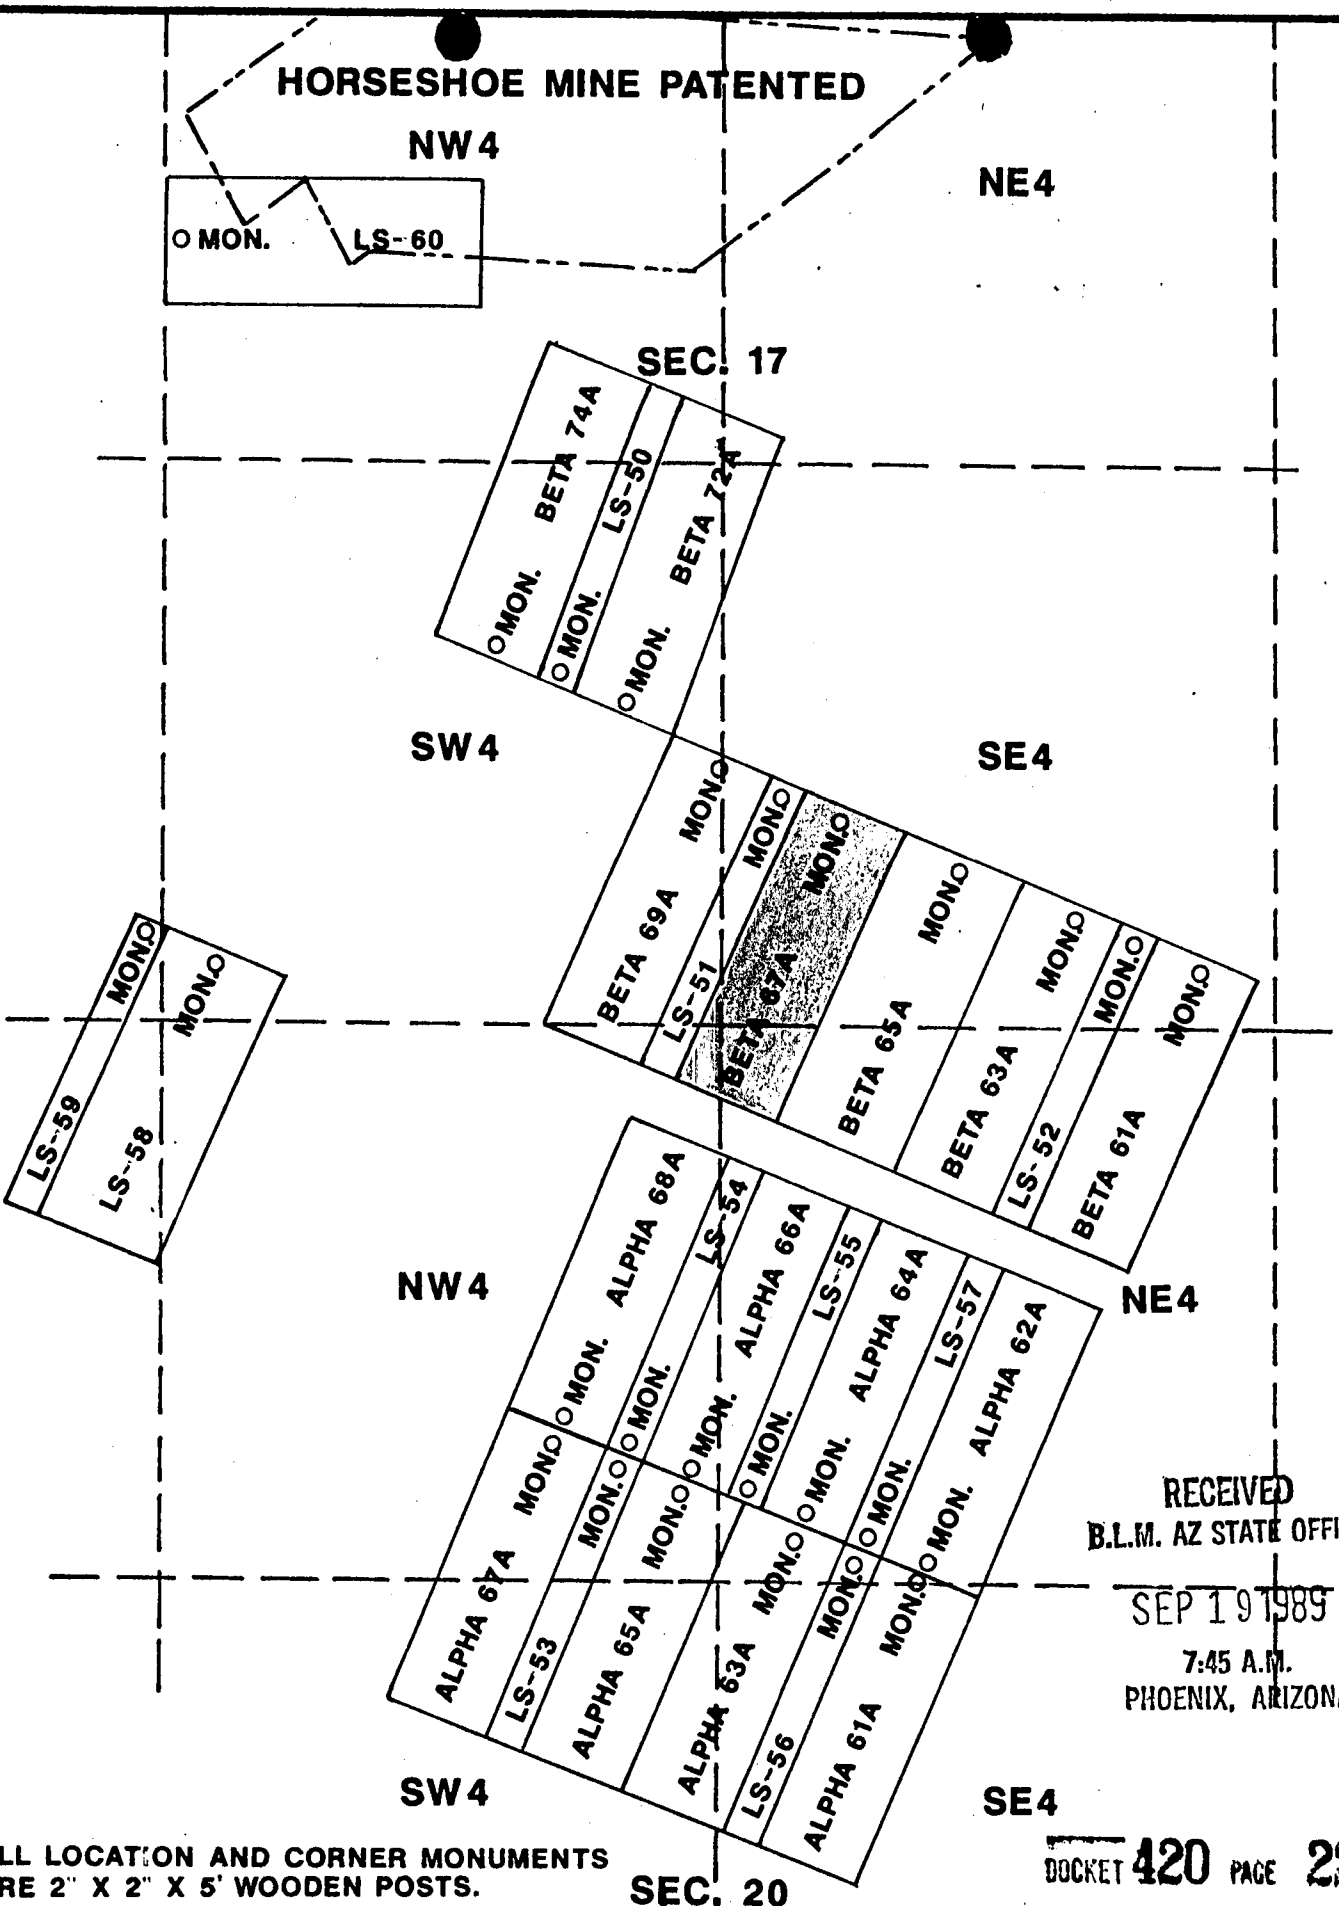 HORSESHOE MINE PATENTED
NW4
NE4
MON.
LS-60
SEC. 17
BETA 74A
LS-50
BETA 72A
MON.
MON.
MON.
SW4
SE4
MON.
MON.
MON.
MON.
MON.
MON.
MON.
BETA 69A
LS-51
BETA 67A
BETA 65A
BETA 63A
LS-52
BETA 61A
MON.
MON.
LS-59
LS-58
NW4
NE4
ALPHA 68A
LS-54
ALPHA 66A
LS-55
ALPHA 64A
LS-57
ALPHA 62A
MON.
MON.
MON.
MON.
MON.
MON.
MON.
MON.
MON.
MON.
MON.
MON.
MON.
ALPHA 67A
LS-53
ALPHA 65A
ALPHA 63A
LS-56
ALPHA 61A
RECEIVED
B.L.M. AZ STATE OFFI
SEP 19 1989
7:45 A.M.
PHOENIX, ARIZONA
SW4
SE4
LL LOCATION AND CORNER MONUMENTS
RE 2" X 2" X 5' WOODEN POSTS.
SEC. 20
DOCKET 420 PAGE